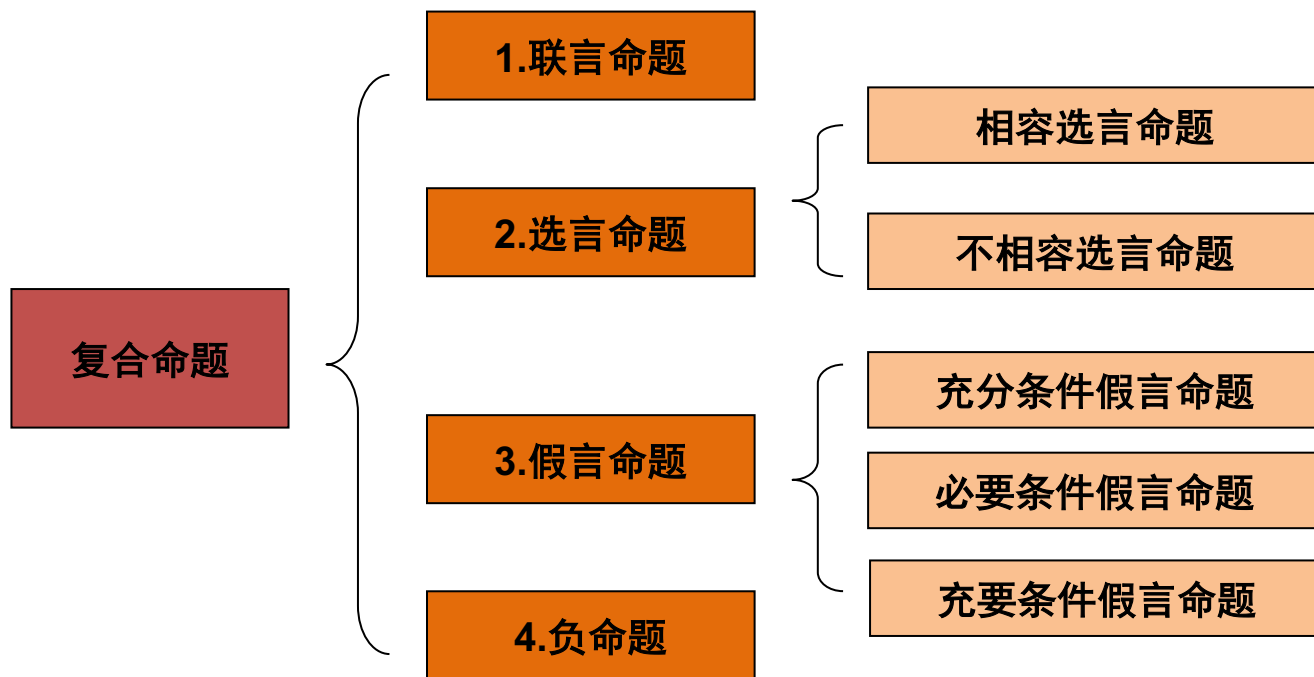 复合命题
1.联言命题
2.选言命题
相容选言命题
不相容选言命题
3.假言命题
充分条件假言命题
必要条件假言命题
充要条件假言命题
4.负命题